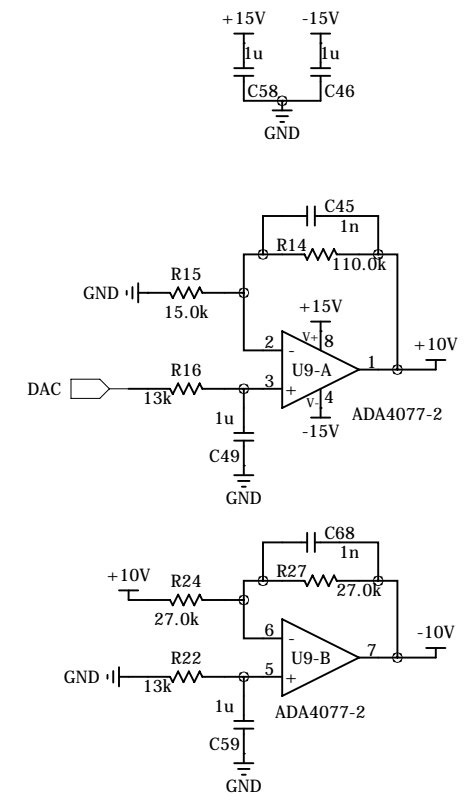 +15V -15V
1u 1u
C58 C46
GND
C45
1n
R14
110.0k
R15
GND
15.0k
+15V
V+ 8
2 -
U9-A
1
+10V
R16
DAC
3 +
13k
V- 4
ADA4077-2
1u
-15V
C49
GND
C68
1n
R27
27.0k
+10V
R24
27.0k
6 -
U9-B
7
-10V
R22
GND
5 +
13k
1u
ADA4077-2
C59
GND